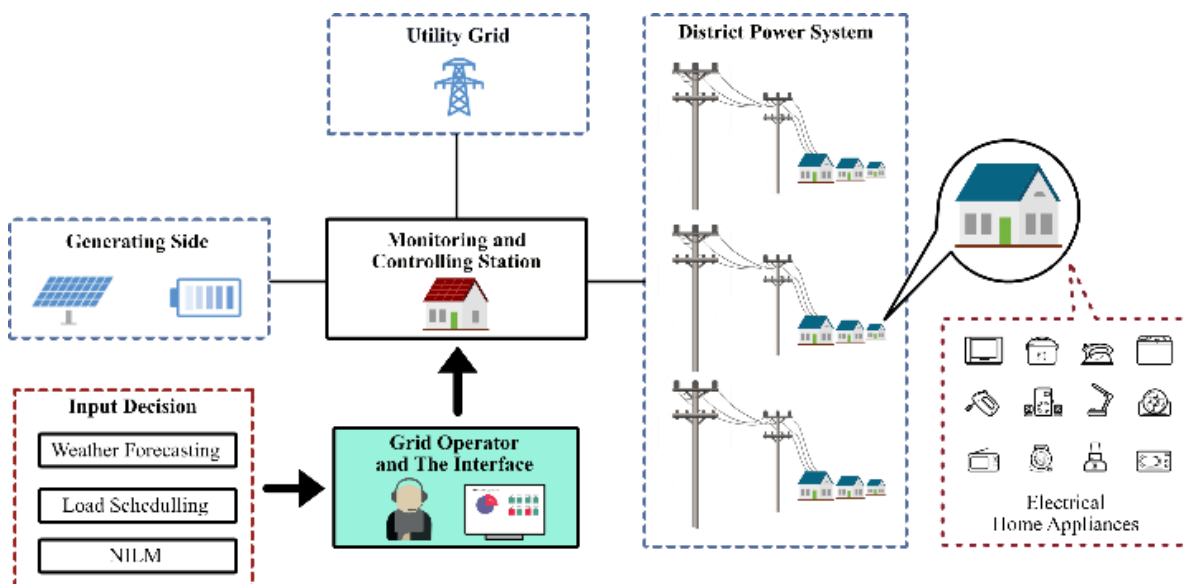 Utility Grid
District Power System
Generating Side
Monitoring and
Controlling Station
Input Decision
Weather Forecasting
Load Schedulling
NILM
Grid Operator
and The Interface
Electrical
Home Appliances